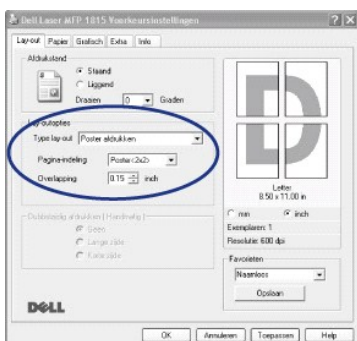 Dell Laser MFP 1815 Voorkeursinstellingen
Lay-out Papier Grafisch Extra Info
Afdrukstand
Staand
Liggend
Draaien 0 Graden
Lay-outopties
Type lay-out Poster afdrukken
Pagina-indeling Poster<2x2>
Overlapping 0.15 inch
Dubbelzijdig afdrukken (Handmatig)
Geen
Lange zijde
Korte zijde
DELL
Letter
8.50 x 11.00 in
mm inch
Exemplaren: 1
Resolutie: 600 dpi
Favorieten
Naamloos
Opslaan
OK Annuleren Toepassen Help